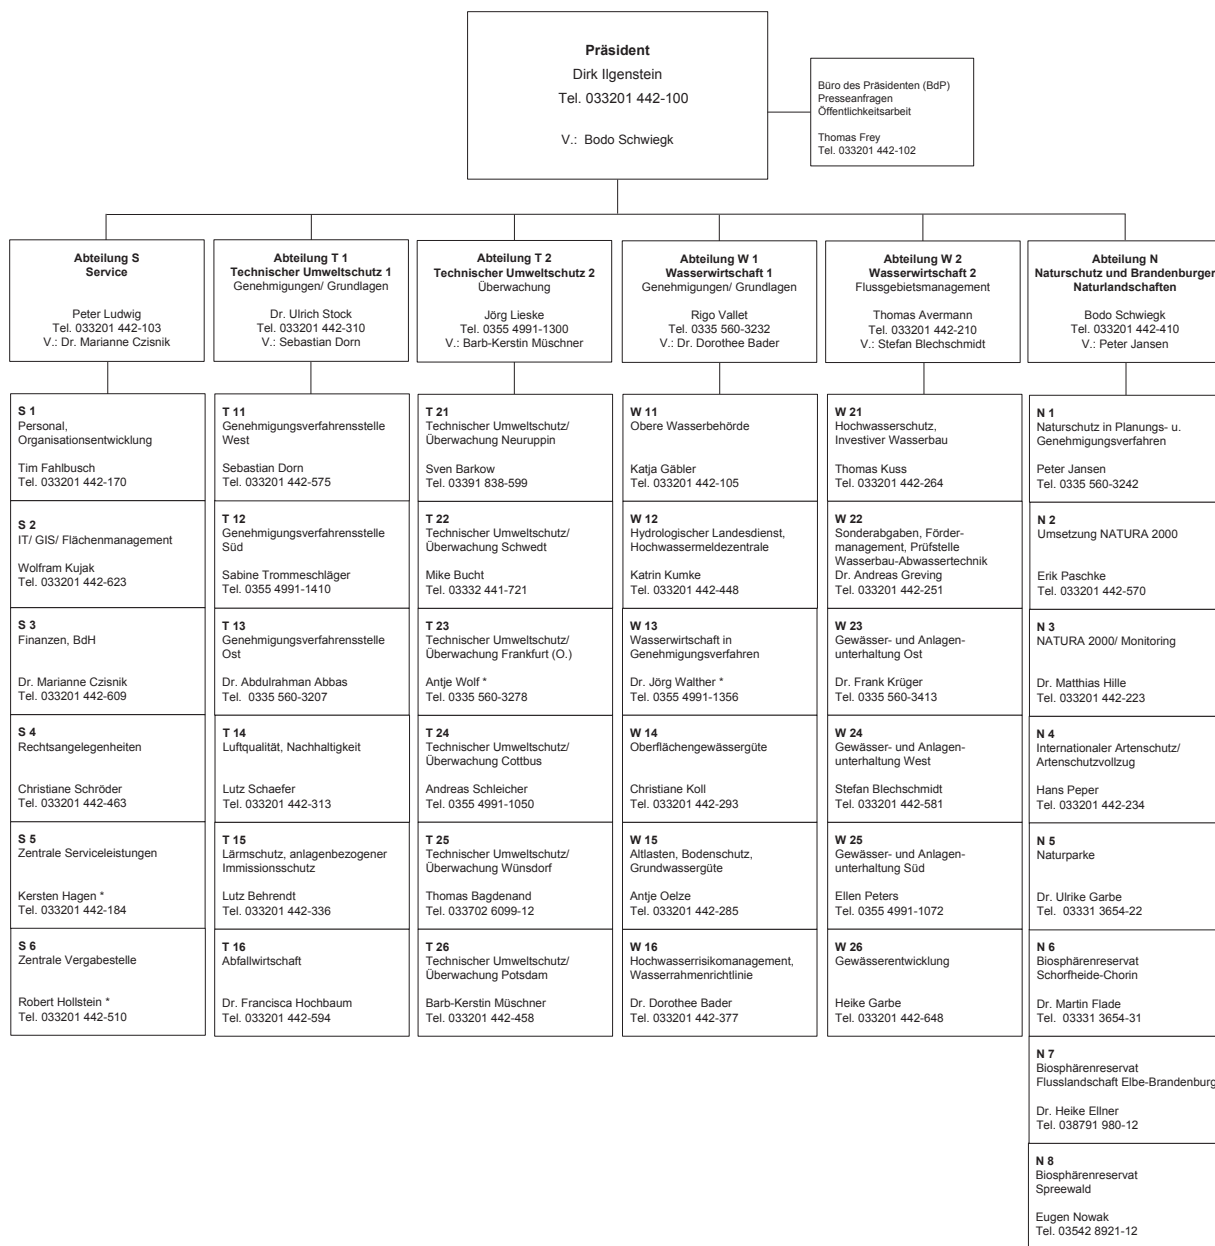 Präsident
Dirk Ilgenstein
Tel. 033201 442-100
V.: Bodo Schwiegk
Büro des Präsidenten (BdP)
Presseanfragen
Öffentlichkeitsarbeit
Thomas Frey
Tel. 033201 442-102
Abteilung S
Service
Peter Ludwig
Tel. 033201 442-103
V.: Dr. Marianne Czisnik
Abteilung T 1
Technischer Umweltschutz 1
Genehmigungen/ Grundlagen
Dr. Ulrich Stock
Tel. 033201 442-310
V.: Sebastian Dorn
Abteilung T 2
Technischer Umweltschutz 2
Überwachung
Jörg Lieske
Tel. 0355 4991-1300
V.: Barb-Kerstin Müschner
Abteilung W 1
Wasserwirtschaft 1
Genehmigungen/ Grundlagen
Rigo Vallet
Tel. 0335 560-3232
V.: Dr. Dorothee Bader
Abteilung W 2
Wasserwirtschaft 2
Flussgebietsmanagement
Thomas Avermann
Tel. 033201 442-210
V.: Stefan Blechschmidt
Abteilung N
Naturschutz und Brandenburger
Naturlandschaften
Bodo Schwiegk
Tel. 033201 442-410
V.: Peter Jansen
S 1
Personal,
Organisationsentwicklung
Tim Fahlbusch
Tel. 033201 442-170
S 2
IT/ GIS/ Flächenmanagement
Wolfram Kujak
Tel. 033201 442-623
S 3
Finanzen, BdH
Dr. Marianne Czisnik
Tel. 033201 442-609
S 4
Rechtsangelegenheiten
Christiane Schröder
Tel. 033201 442-463
S 5
Zentrale Serviceleistungen
Kersten Hagen *
Tel. 033201 442-184
S 6
Zentrale Vergabestelle
Robert Hollstein *
Tel. 033201 442-510
T 11
Genehmigungsverfahrensstelle
West
Sebastian Dorn
Tel. 033201 442-575
T 12
Genehmigungsverfahrensstelle
Süd
Sabine Trommeschläger
Tel. 0355 4991-1410
T 13
Genehmigungsverfahrensstelle
Ost
Dr. Abdulrahman Abbas
Tel. 0335 560-3207
T 14
Luftqualität, Nachhaltigkeit
Lutz Schaefer
Tel. 033201 442-313
T 15
Lärmschutz, anlagenbezogener
Immissionsschutz
Lutz Behrendt
Tel. 033201 442-336
T 16
Abfallwirtschaft
Dr. Francisca Hochbaum
Tel. 033201 442-594
T 21
Technischer Umweltschutz/
Überwachung Neuruppin
Sven Barkow
Tel. 03391 838-599
T 22
Technischer Umweltschutz/
Überwachung Schwedt
Mike Bucht
Tel. 03332 441-721
T 23
Technischer Umweltschutz/
Überwachung Frankfurt (O.)
Antje Wolf *
Tel. 0335 560-3278
T 24
Technischer Umweltschutz/
Überwachung Cottbus
Andreas Schleicher
Tel. 0355 4991-1050
T 25
Technischer Umweltschutz/
Überwachung Wünsdorf
Thomas Bagdenand
Tel. 033702 6099-12
T 26
Technischer Umweltschutz/
Überwachung Potsdam
Barb-Kerstin Müschner
Tel. 033201 442-458
W 11
Obere Wasserbehörde
Katja Gäbler
Tel. 033201 442-105
W 12
Hydrologischer Landesdienst,
Hochwassermeldezentrale
Katrin Kumke
Tel. 033201 442-448
W 13
Wasserwirtschaft in
Genehmigungsverfahren
Dr. Jörg Walther *
Tel. 0355 4991-1356
W 14
Oberflächengewässergüte
Christiane Koll
Tel. 033201 442-293
W 15
Altlasten, Bodenschutz,
Grundwassergüte
Antje Oelze
Tel. 033201 442-285
W 16
Hochwasserrisikomanagement,
Wasserrahmenrichtlinie
Dr. Dorothee Bader
Tel. 033201 442-377
W 21
Hochwasserschutz,
Investiver Wasserbau
Thomas Kuss
Tel. 033201 442-264
W 22
Sonderabgaben, Förder-
management, Prüfstelle
Wasserbau-Abwassertechnik
Dr. Andreas Greving
Tel. 033201 442-251
W 23
Gewässer- und Anlagen-
unterhaltung Ost
Dr. Frank Krüger
Tel. 0335 560-3413
W 24
Gewässer- und Anlagen-
unterhaltung West
Stefan Blechschmidt
Tel. 033201 442-581
W 25
Gewässer- und Anlagen-
unterhaltung Süd
Ellen Peters
Tel. 0355 4991-1072
W 26
Gewässerentwicklung
Heike Garbe
Tel. 033201 442-648
N 1
Naturschutz in Planungs- u.
Genehmigungsverfahren
Peter Jansen
Tel. 0335 560-3242
N 2
Umsetzung NATURA 2000
Erik Paschke
Tel. 033201 442-570
N 3
NATURA 2000/ Monitoring
Dr. Matthias Hille
Tel. 033201 442-223
N 4
Internationaler Artenschutz/
Artenschutzvollzug
Hans Peper
Tel. 033201 442-234
N 5
Naturparke
Dr. Ulrike Garbe
Tel. 03331 3654-22
N 6
Biosphärenreservat
Schorfheide-Chorin
Dr. Martin Flade
Tel. 03331 3654-31
N 7
Biosphärenreservat
Flusslandschaft Elbe-Brandenburg
Dr. Heike Ellner
Tel. 038791 980-12
N 8
Biosphärenreservat
Spreewald
Eugen Nowak
Tel. 03542 8921-12